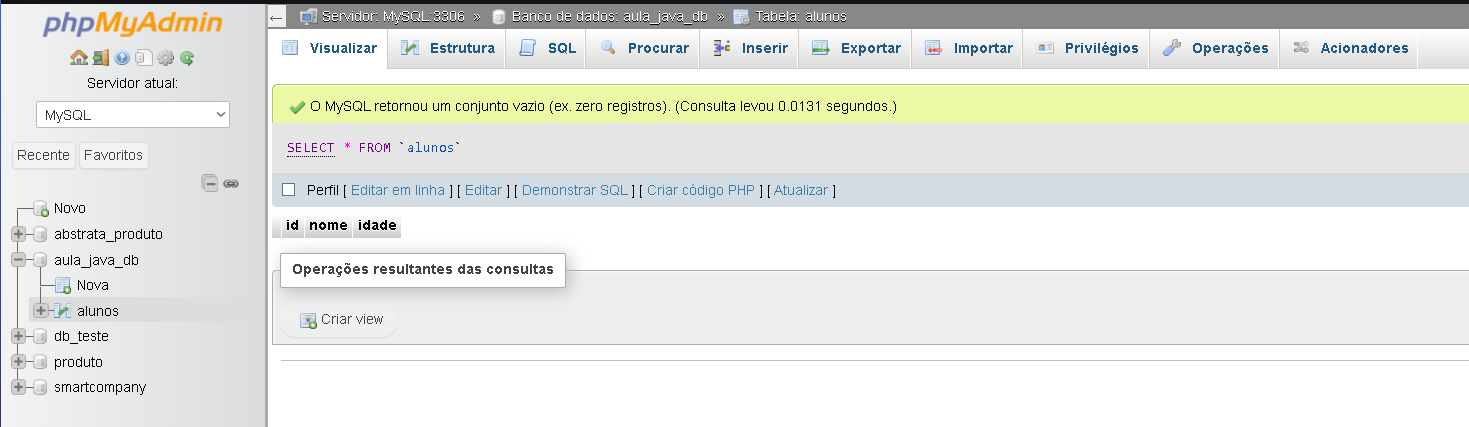 phpMyAdmin
Servidor atual:
MySQL
Recente Favoritos
Novo
abstrata_produto
aula_java_db
Nova
alunos
db_teste
produto
smartcompany
← Servidor: MySQL:3306 » Banco de dados: aula_java_db » Tabela: alunos
Visualizar Estrutura SQL Procurar Inserir Exportar Importar Privilégios Operações Acionadores
O MySQL retornou um conjunto vazio (ex. zero registros). (Consulta levou 0.0131 segundos.)
SELECT * FROM `alunos`
Perfil [ Editar em linha ] [ Editar ] [ Demonstrar SQL ] [ Criar código PHP ] [ Atualizar ]
id nome idade
Operações resultantes das consultas
Criar view